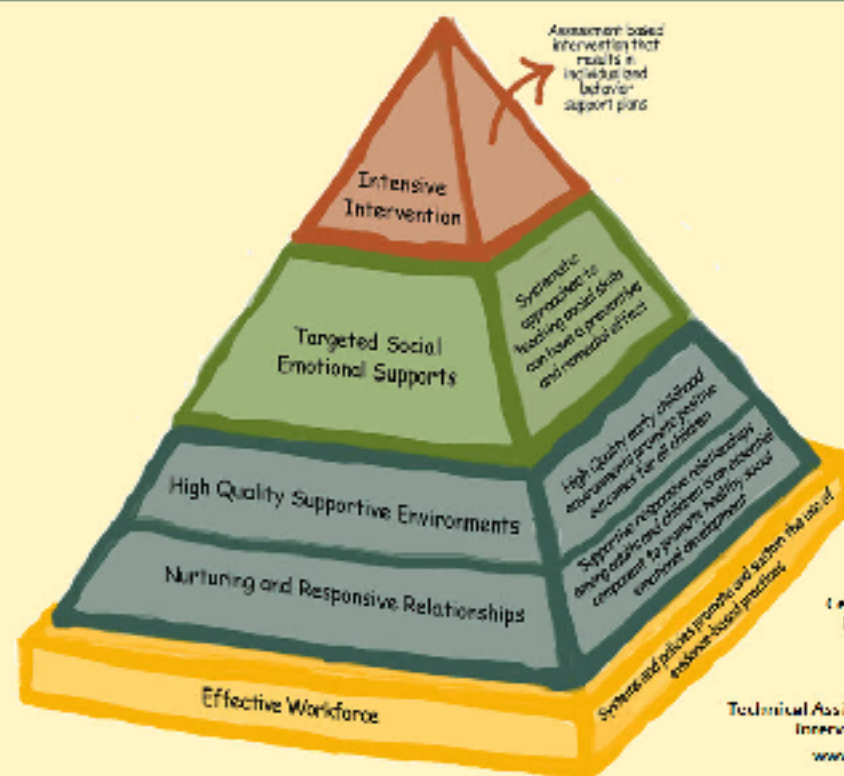 Assessment based
intervention that
results in
individualized
behavior
support plans
Intensive
Intervention
Systematic
approaches to
teaching social skills
can have a preventive
and remedial effect
Targeted Social
Emotional Supports
High Quality early childhood
environments promote positive
outcomes for all children
High Quality Supportive Environments
Supportive responsive relationships
among adults and children is an essential
component to promote healthy social
emotional development
Nurturing and Responsive Relationships
Systems and policies promote and sustain the use of
evidence-based practices
Effective Workforce
Technical Assi
Interv
www